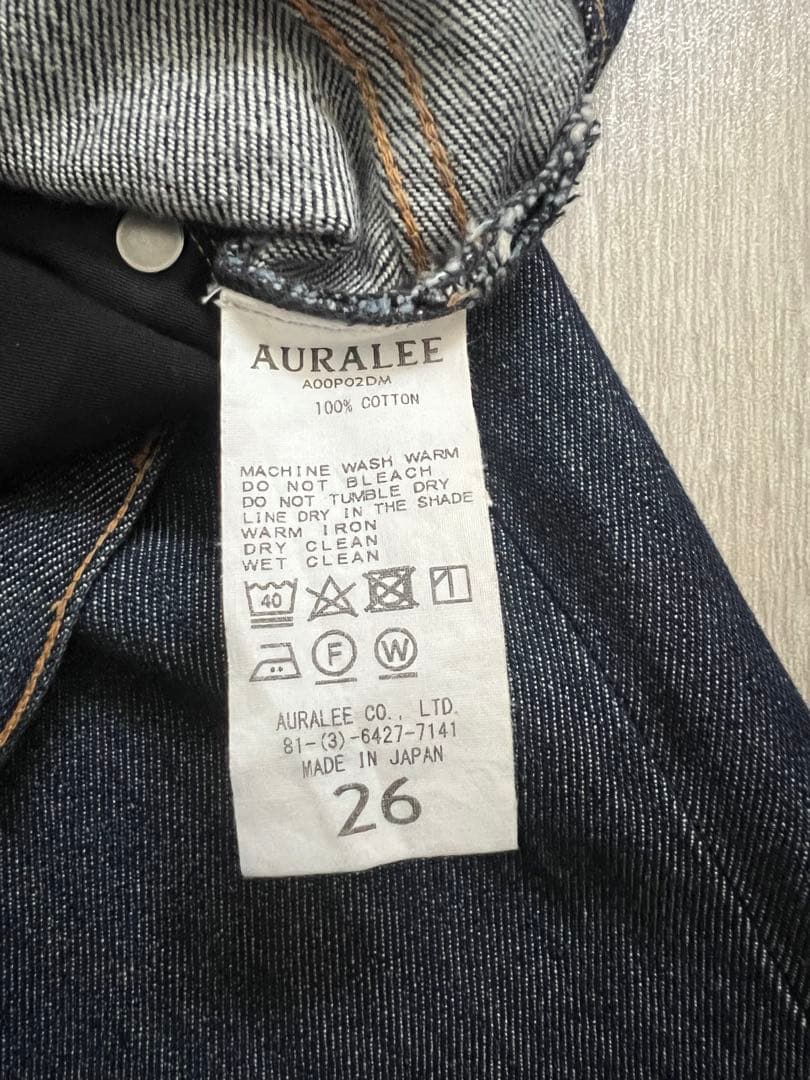 AURALEE
A00P02DM
100% COTTON
MACHINE WASH WARM
DO NOT BLEACH
DO NOT TUMBLE DRY
LINE DRY IN THE SHADE
WARM IRON
DRY CLEAN
WET CLEAN
40
F W
AURALEE CO., LTD.
81-(3)-6427-7141
MADE IN JAPAN
26